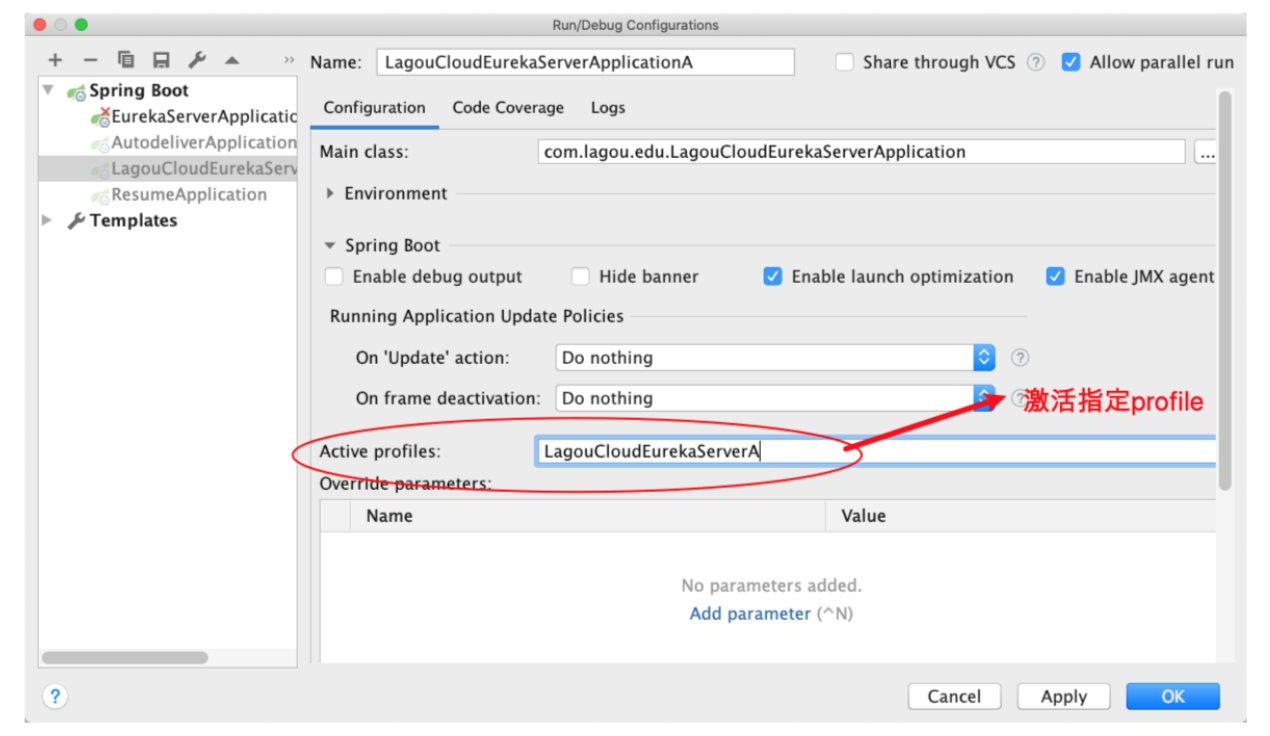 Run/Debug Configurations
Name: LagouCloudEurekaServerApplicationA Share through VCS ? Allow parallel run
Spring Boot
EurekaServerApplicatic
AutodeliverApplication
LagouCloudEurekaServ
ResumeApplication
Templates
Configuration Code Coverage Logs
Main class: com.lagou.edu.LagouCloudEurekaServerApplication ...
Environment
Spring Boot
Enable debug output Hide banner Enable launch optimization Enable JMX agent
Running Application Update Policies
On 'Update' action: Do nothing ?
On frame deactivation: Do nothing ? 激活指定profile
Active profiles: LagouCloudEurekaServerA
Override parameters:
Name Value
No parameters added.
Add parameter (^N)
? Cancel Apply OK